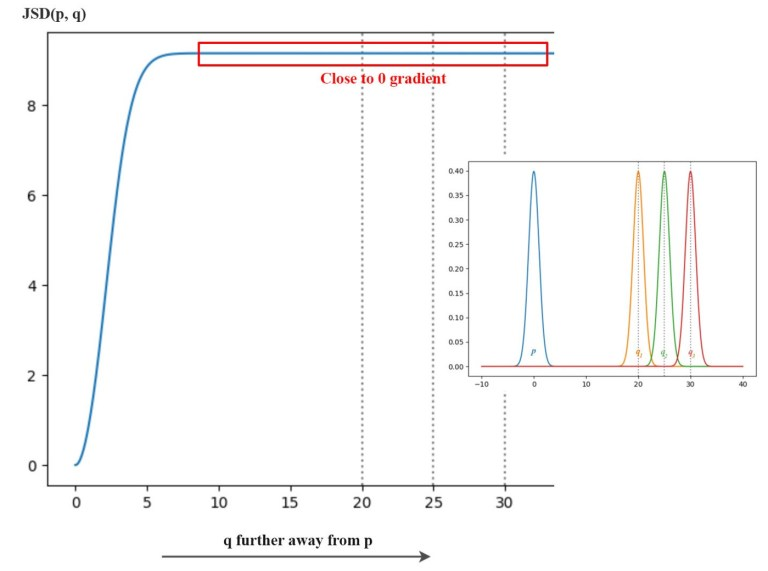 JSD(p, q)
Close to 0 gradient
8
6
4
2
0
0 5 10 15 20 25 30
0.40
0.35
0.30
0.25
0.20
0.15
0.10
0.05
0.00
p q1 q2 q3
−10 0 10 20 30 40
q further away from p